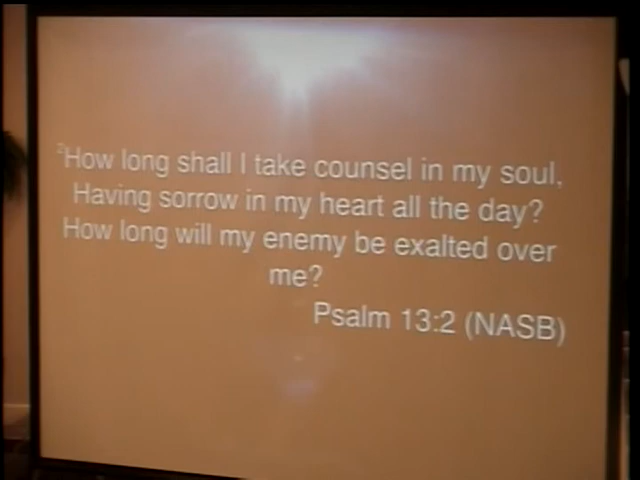 ²How long shall I take counsel in my soul,
Having sorrow in my heart all the day?
How long will my enemy be exalted over
me?
Psalm 13:2 (NASB)